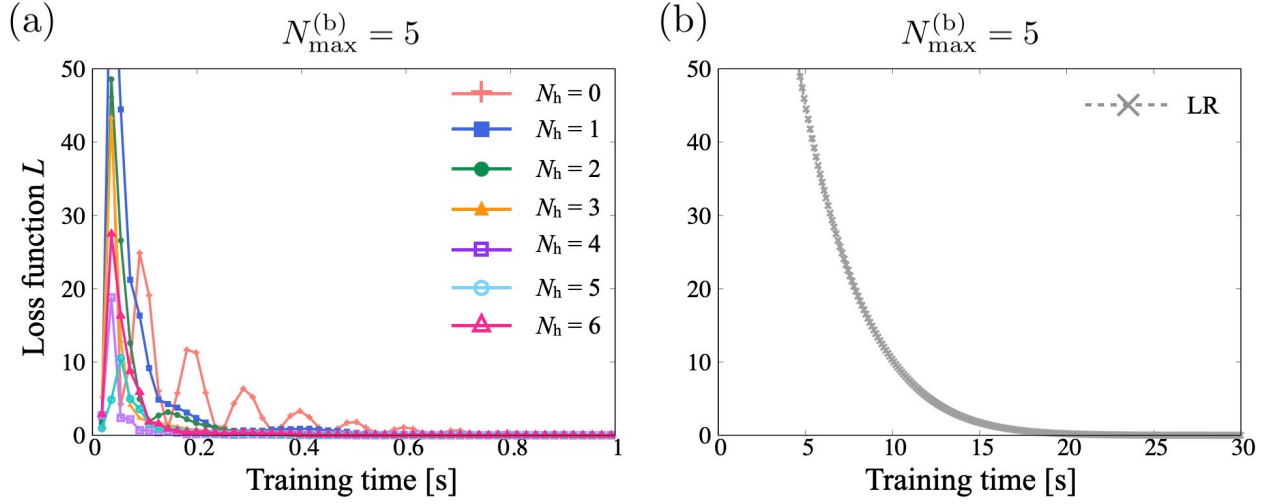 (a)
N_max^(b) = 5
50
40
30
20
10
0
Loss function L
N_h = 0
N_h = 1
N_h = 2
N_h = 3
N_h = 4
N_h = 5
N_h = 6
0 0.2 0.4 0.6 0.8 1
Training time [s]
(b)
N_max^(b) = 5
50
40
30
20
10
0
LR
0 5 10 15 20 25 30
Training time [s]